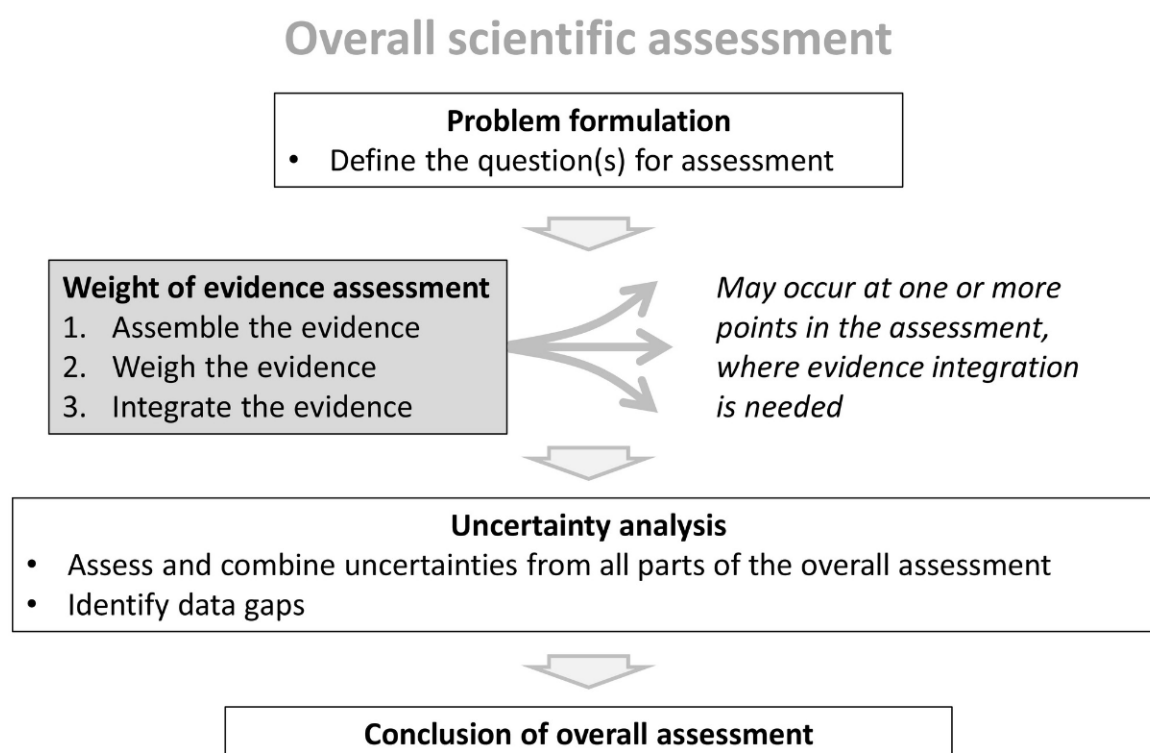 Overall scientific assessment
Problem formulation
• Define the question(s) for assessment
Weight of evidence assessment
1. Assemble the evidence
2. Weigh the evidence
3. Integrate the evidence
May occur at one or more
points in the assessment,
where evidence integration
is needed
Uncertainty analysis
• Assess and combine uncertainties from all parts of the overall assessment
• Identify data gaps
Conclusion of overall assessment